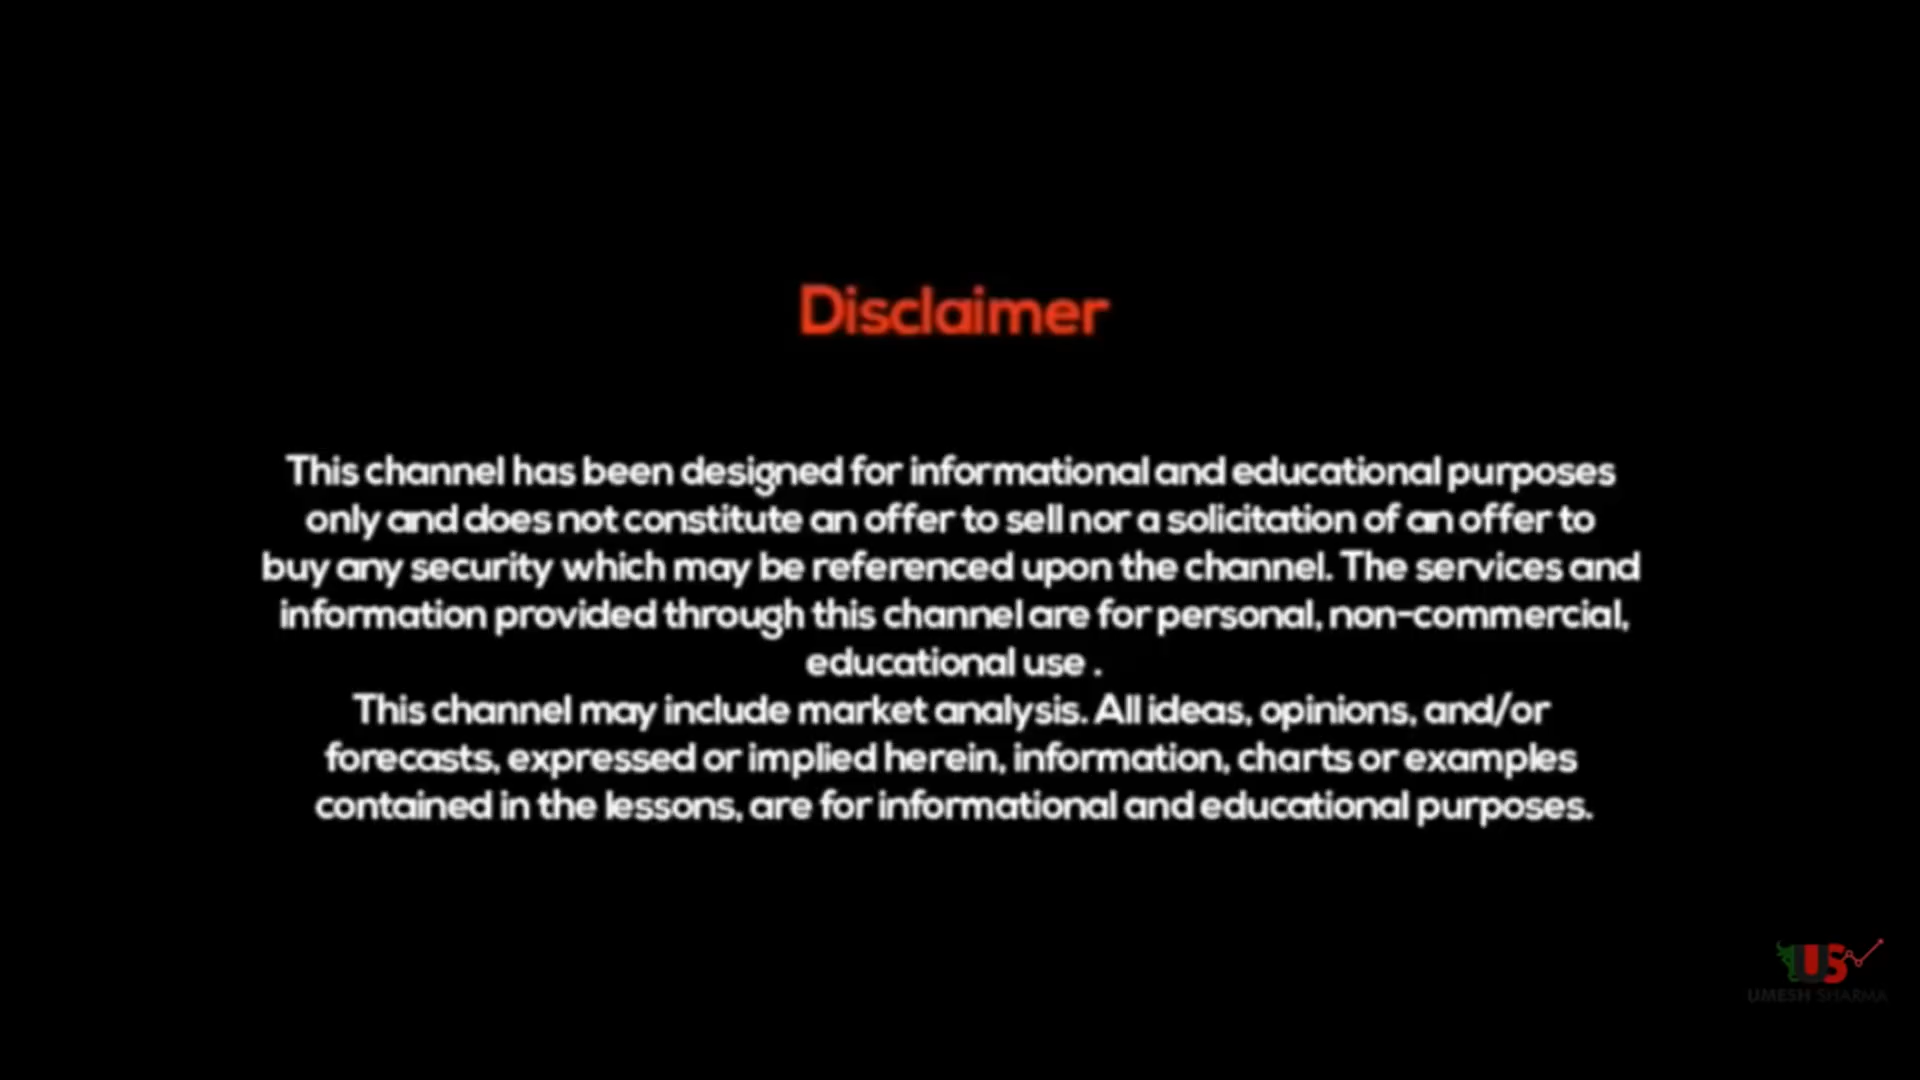 Disclaimer
This channel has been designed for informational and educational purposes
only and does not constitute an offer to sell nor a solicitation of an offer to
buy any security which may be referenced upon the channel. The services and
information provided through this channel are for personal, non-commercial,
educational use .
This channel may include market analysis. All ideas, opinions, and/or
forecasts, expressed or implied herein, information, charts or examples
contained in the lessons, are for informational and educational purposes.
US
UMESH SHARMA